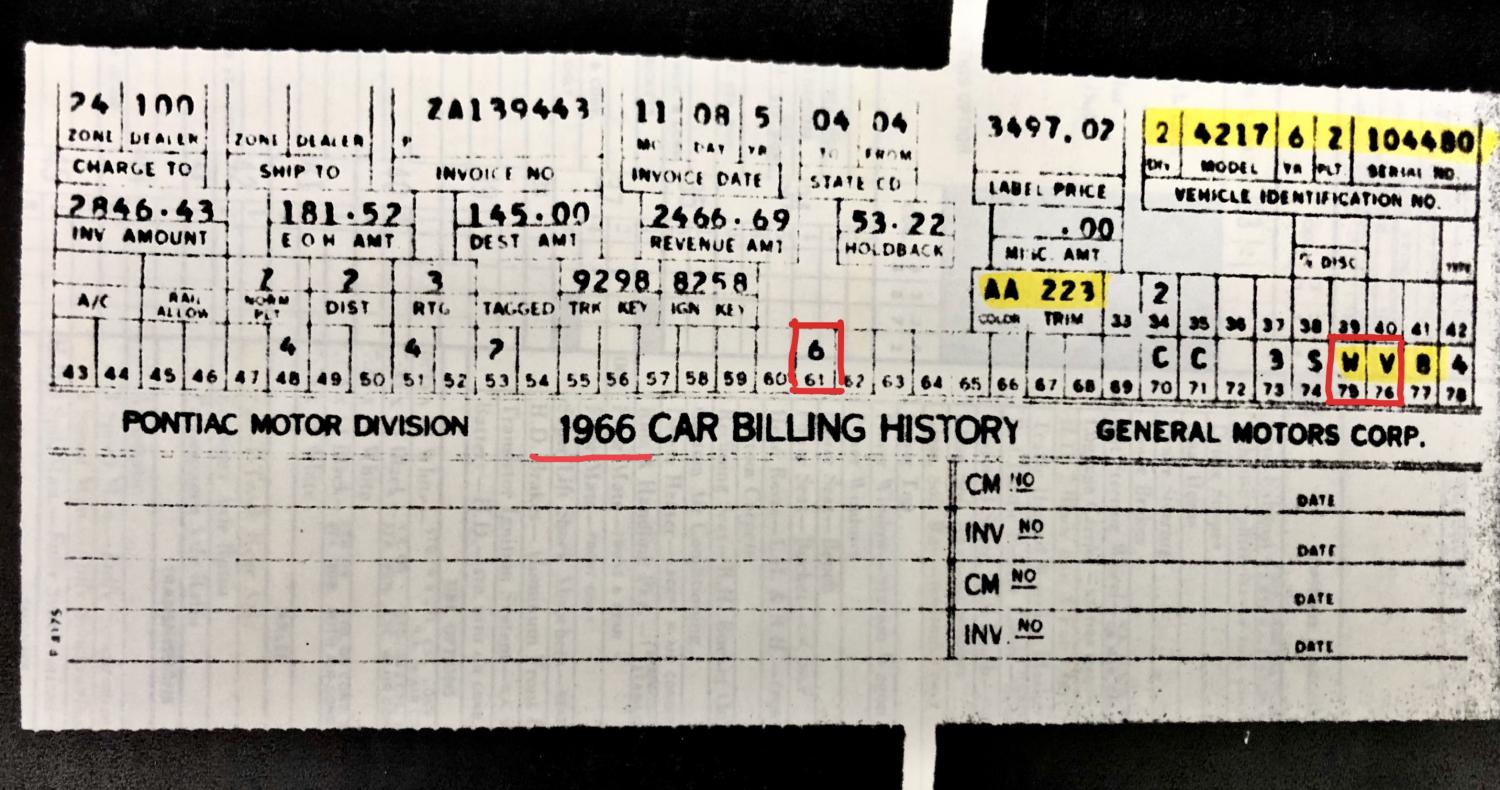 24 100 ZA139443 11 08 5 04 04 3497.07 2 4217 6 Z 104480
ZONE DEALER ZONE DEALER P MO DAY YR TO FROM DIV MODEL YR PLT SERIAL NO.
CHARGE TO SHIP TO INVOICE NO INVOICE DATE STATE CD LABEL PRICE VEHICLE IDENTIFICATION NO.
2846.43 181.52 145.00 2466.69 53.22 .00
INV AMOUNT E O H AMT DEST AMT REVENUE AMT HOLDBACK MISC. AMT % DISC TYPE
2 3 9298 8258 AA 223 2
A/C RAIL ALLOW NORM PLT DIST RTG TAGGED TRK KEY IGN KEY COLOR TRIM 33 34 35 36 37 38 39 40 41 42
4 4 7 6 C C 3 S W V 8 4
43 44 45 46 47 48 49 50 51 52 53 54 55 56 57 58 59 60 61 62 63 64 65 66 67 68 69 70 71 72 73 74 75 76 77 78
PONTIAC MOTOR DIVISION 1966 CAR BILLING HISTORY GENERAL MOTORS CORP.
CM NO DATE
INV NO DATE
CM NO DATE
INV. NO DATE